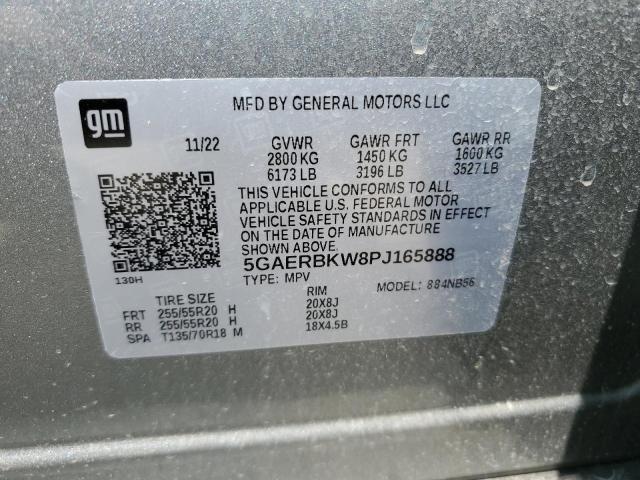 gm
MFD BY GENERAL MOTORS LLC
11/22 GVWR GAWR FRT GAWR RR
2800 KG 1450 KG 1600 KG
6173 LB 3196 LB 3527 LB
THIS VEHICLE CONFORMS TO ALL
APPLICABLE U.S. FEDERAL MOTOR
VEHICLE SAFETY STANDARDS IN EFFECT
ON THE DATE OF MANUFACTURE
SHOWN ABOVE.
5GAERBKW8PJ165888
130H TYPE: MPV MODEL: 884NB56
TIRE SIZE RIM
FRT 255/55R20 H 20X8J
RR 255/55R20 H 20X8J
SPA T135/70R18 M 18X4.5B